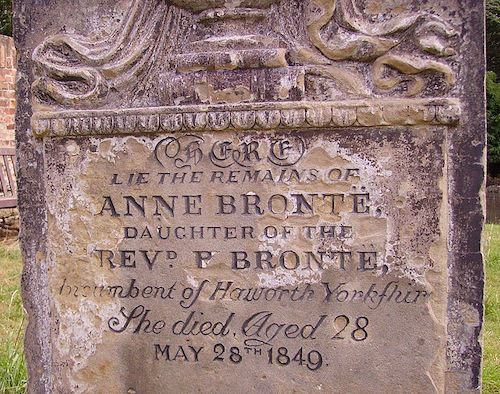 HERE
LIE THE REMAINS OF
ANNE BRONTË,
DAUGHTER OF THE
REVD. P. BRONTË,
Incumbent of Haworth Yorkſhir
She died, Aged 28
MAY 28TH 1849.